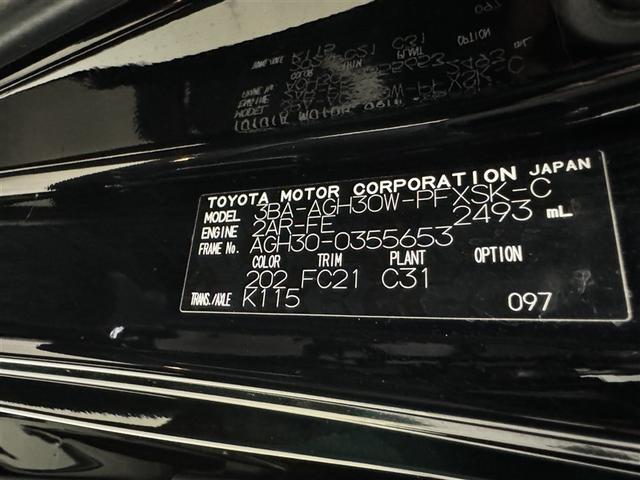 TOYOTA MOTOR CORPORATION JAPAN
MODEL 3BA-AGH30W-PFXSK-C
ENGINE 2AR-FE 2493 mL
FRAME No. AGH30-0355653
COLOR TRIM PLANT OPTION
202 FC21 C31
TRANS./AXLE K115 097